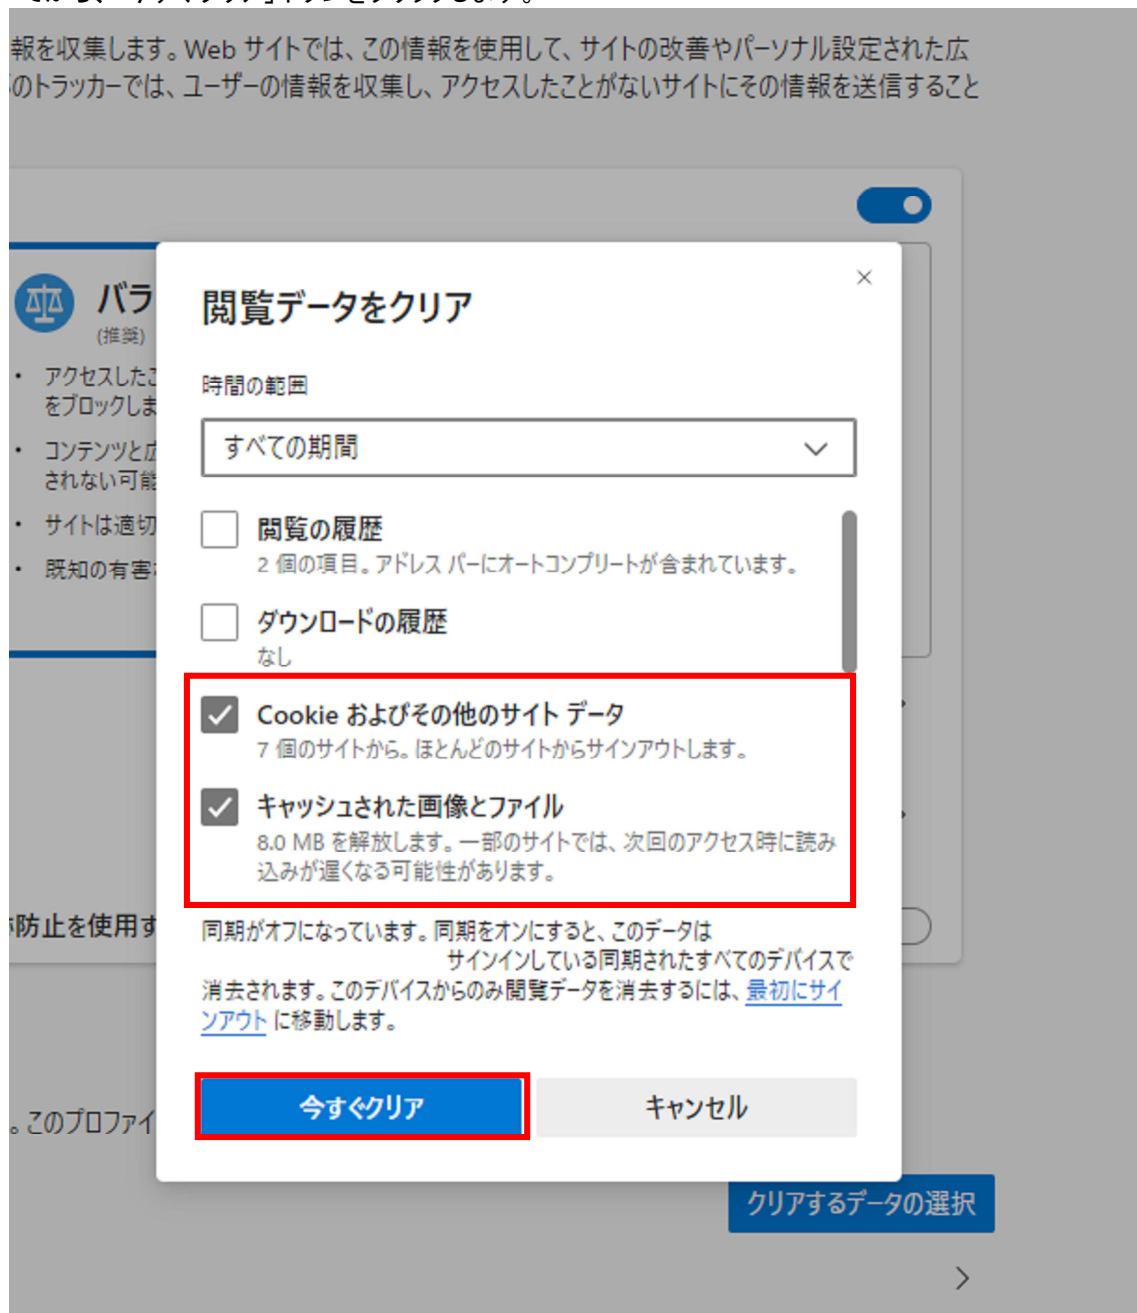 報を収集します。Web サイトでは、この情報を使用して、サイトの改善やパーソナル設定された広
のトラッカーでは、ユーザーの情報を収集し、アクセスしたことがないサイトにその情報を送信すること
バラ
(推奨)
• アクセスしたこ
をブロックしま
• コンテンツと広
されない可能
• サイトは適切
• 既知の有害
防止を使用す
。このプロファイ
閲覧データをクリア
時間の範囲
すべての期間
閲覧の履歴
2 個の項目。アドレス バーにオートコンプリートが含まれています。
ダウンロードの履歴
なし
Cookie およびその他のサイト データ
7 個のサイトから。ほとんどのサイトからサインアウトします。
キャッシュされた画像とファイル
8.0 MB を解放します。一部のサイトでは、次回のアクセス時に読み
込みが遅くなる可能性があります。
同期がオフになっています。同期をオンにすると、このデータは
サインインしている同期されたすべてのデバイスで
消去されます。このデバイスからのみ閲覧データを消去するには、最初にサイ
ンアウト に移動します。
今すぐクリア
キャンセル
クリアするデータの選択